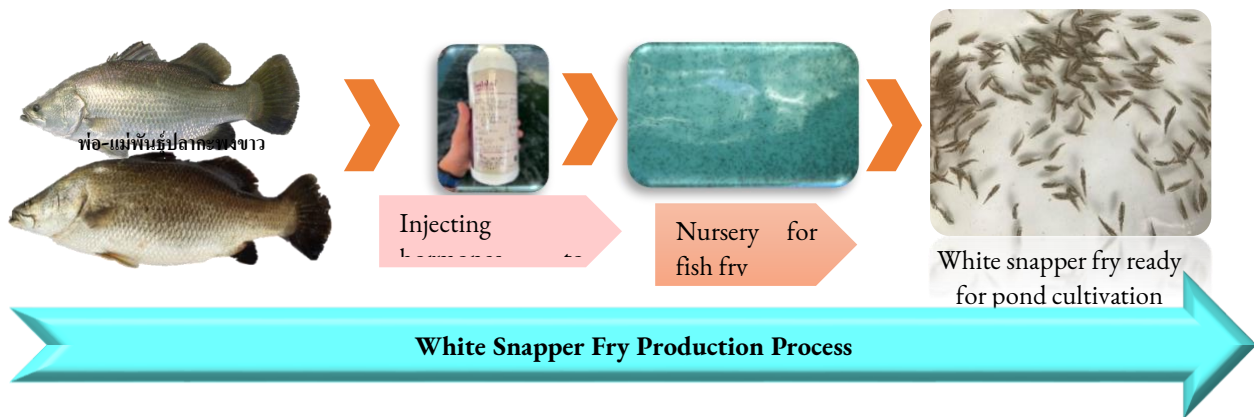 พ่อ-แม่พันธุ์ปลากะพงขาว
Injecting
Nursery for
fish fry
White snapper fry ready
for pond cultivation
White Snapper Fry Production Process